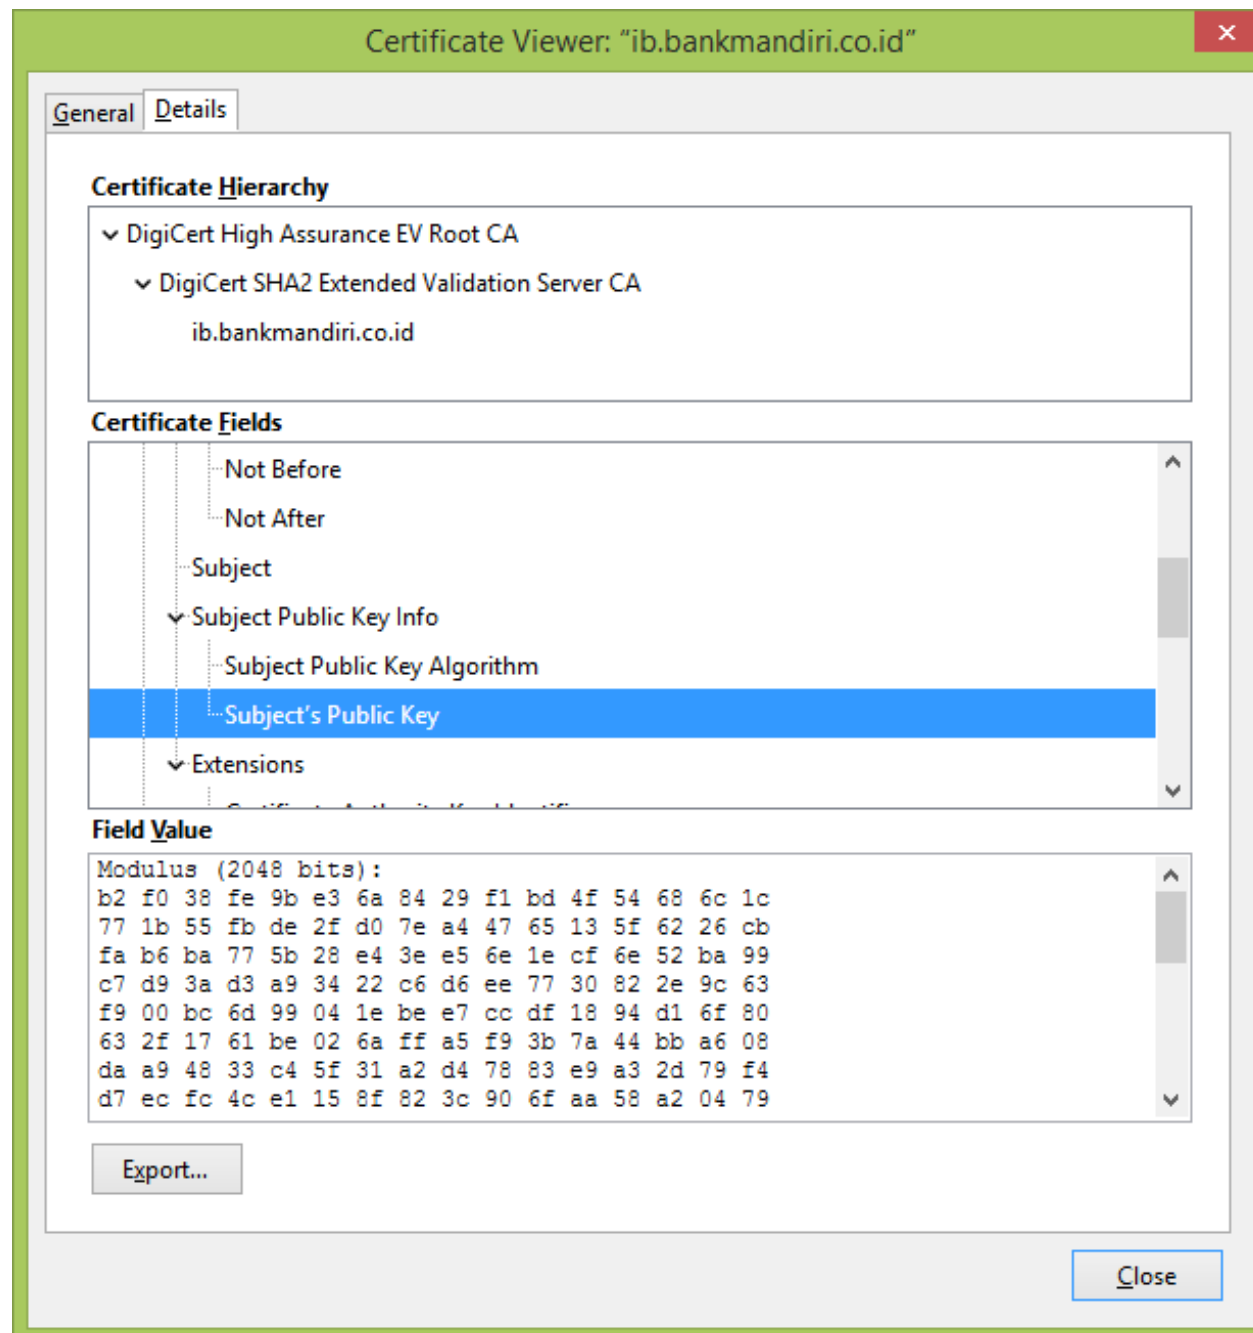 Certificate Viewer: “ib.bankmandiri.co.id”
General Details
Certificate Hierarchy
DigiCert High Assurance EV Root CA
DigiCert SHA2 Extended Validation Server CA
ib.bankmandiri.co.id
Certificate Fields
Not Before
Not After
Subject
Subject Public Key Info
Subject Public Key Algorithm
Subject’s Public Key
Extensions
Field Value
Modulus (2048 bits):
b2 f0 38 fe 9b e3 6a 84 29 f1 bd 4f 54 68 6c 1c
77 1b 55 fb de 2f d0 7e a4 47 65 13 5f 62 26 cb
fa b6 ba 77 5b 28 e4 3e e5 6e 1e cf 6e 52 ba 99
c7 d9 3a d3 a9 34 22 c6 d6 ee 77 30 82 2e 9c 63
f9 00 bc 6d 99 04 1e be e7 cc df 18 94 d1 6f 80
63 2f 17 61 be 02 6a ff a5 f9 3b 7a 44 bb a6 08
da a9 48 33 c4 5f 31 a2 d4 78 83 e9 a3 2d 79 f4
d7 ec fc 4c e1 15 8f 82 3c 90 6f aa 58 a2 04 79
Export...
Close